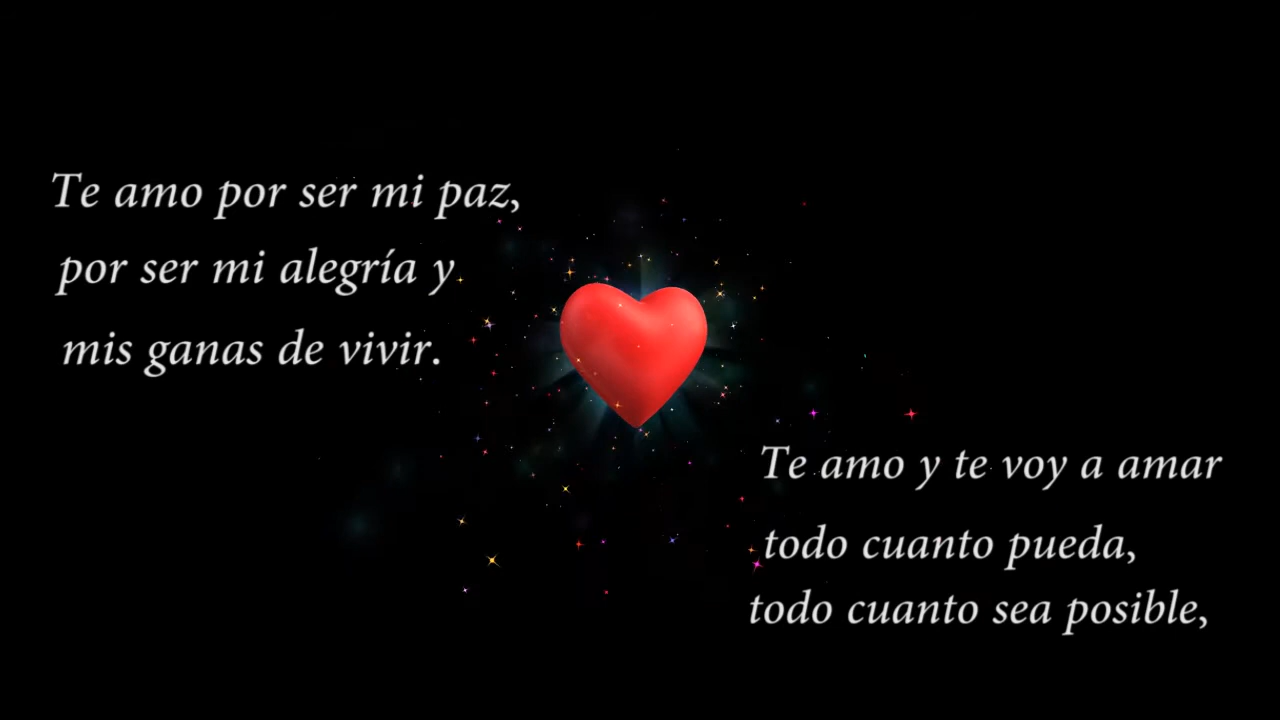 Te amo por ser mi paz,
por ser mi alegría y
mis ganas de vivir.
Te amo y te voy a amar
todo cuanto pueda,
todo cuanto sea posible,